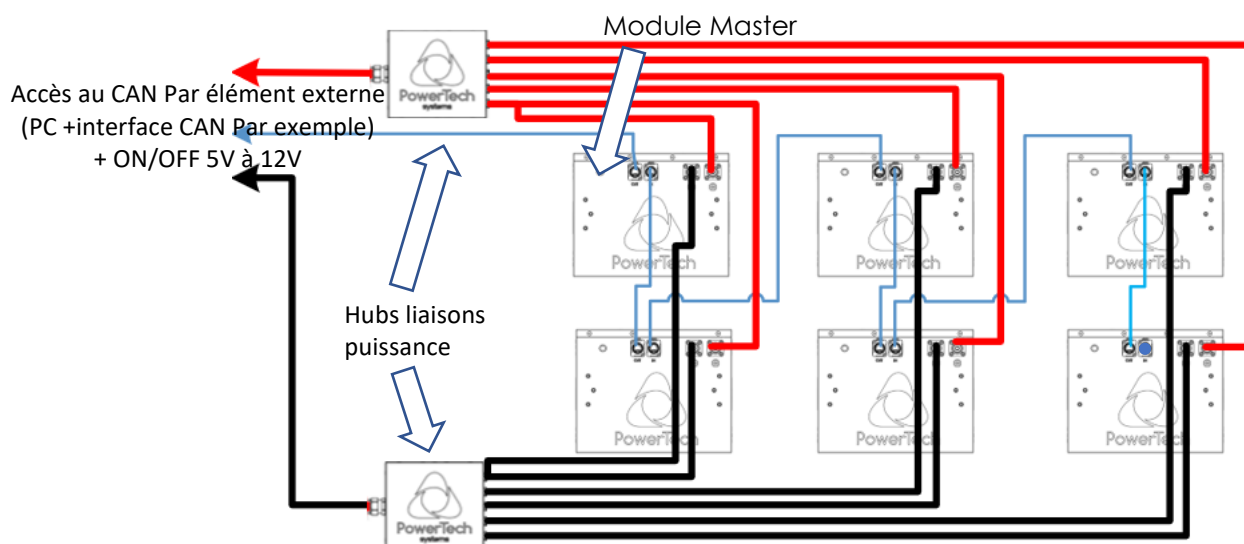 Module Master
PowerTech
systems
Accès au CAN Par élément externe
(PC +interface CAN Par exemple)
+ ON/OFF 5V à 12V
PowerTech
PowerTech
PowerTech
Hubs liaisons
puissance
PowerTech
PowerTech
PowerTech
PowerTech
systems